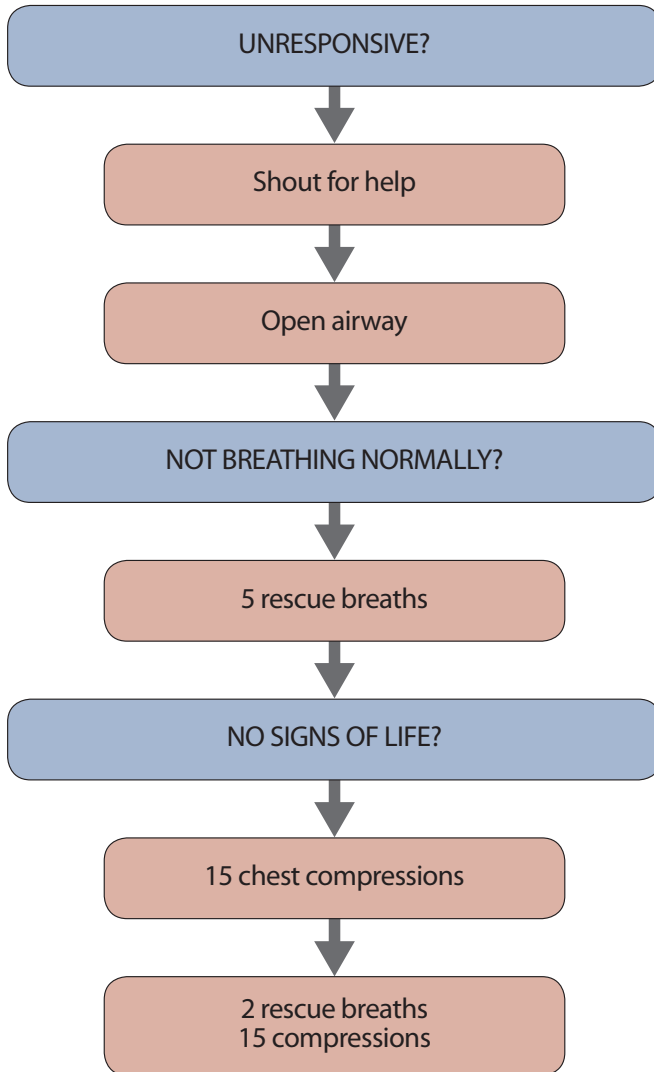 UNRESPONSIVE?
Shout for help
Open airway
NOT BREATHING NORMALLY?
5 rescue breaths
NO SIGNS OF LIFE?
15 chest compressions
2 rescue breaths
15 compressions